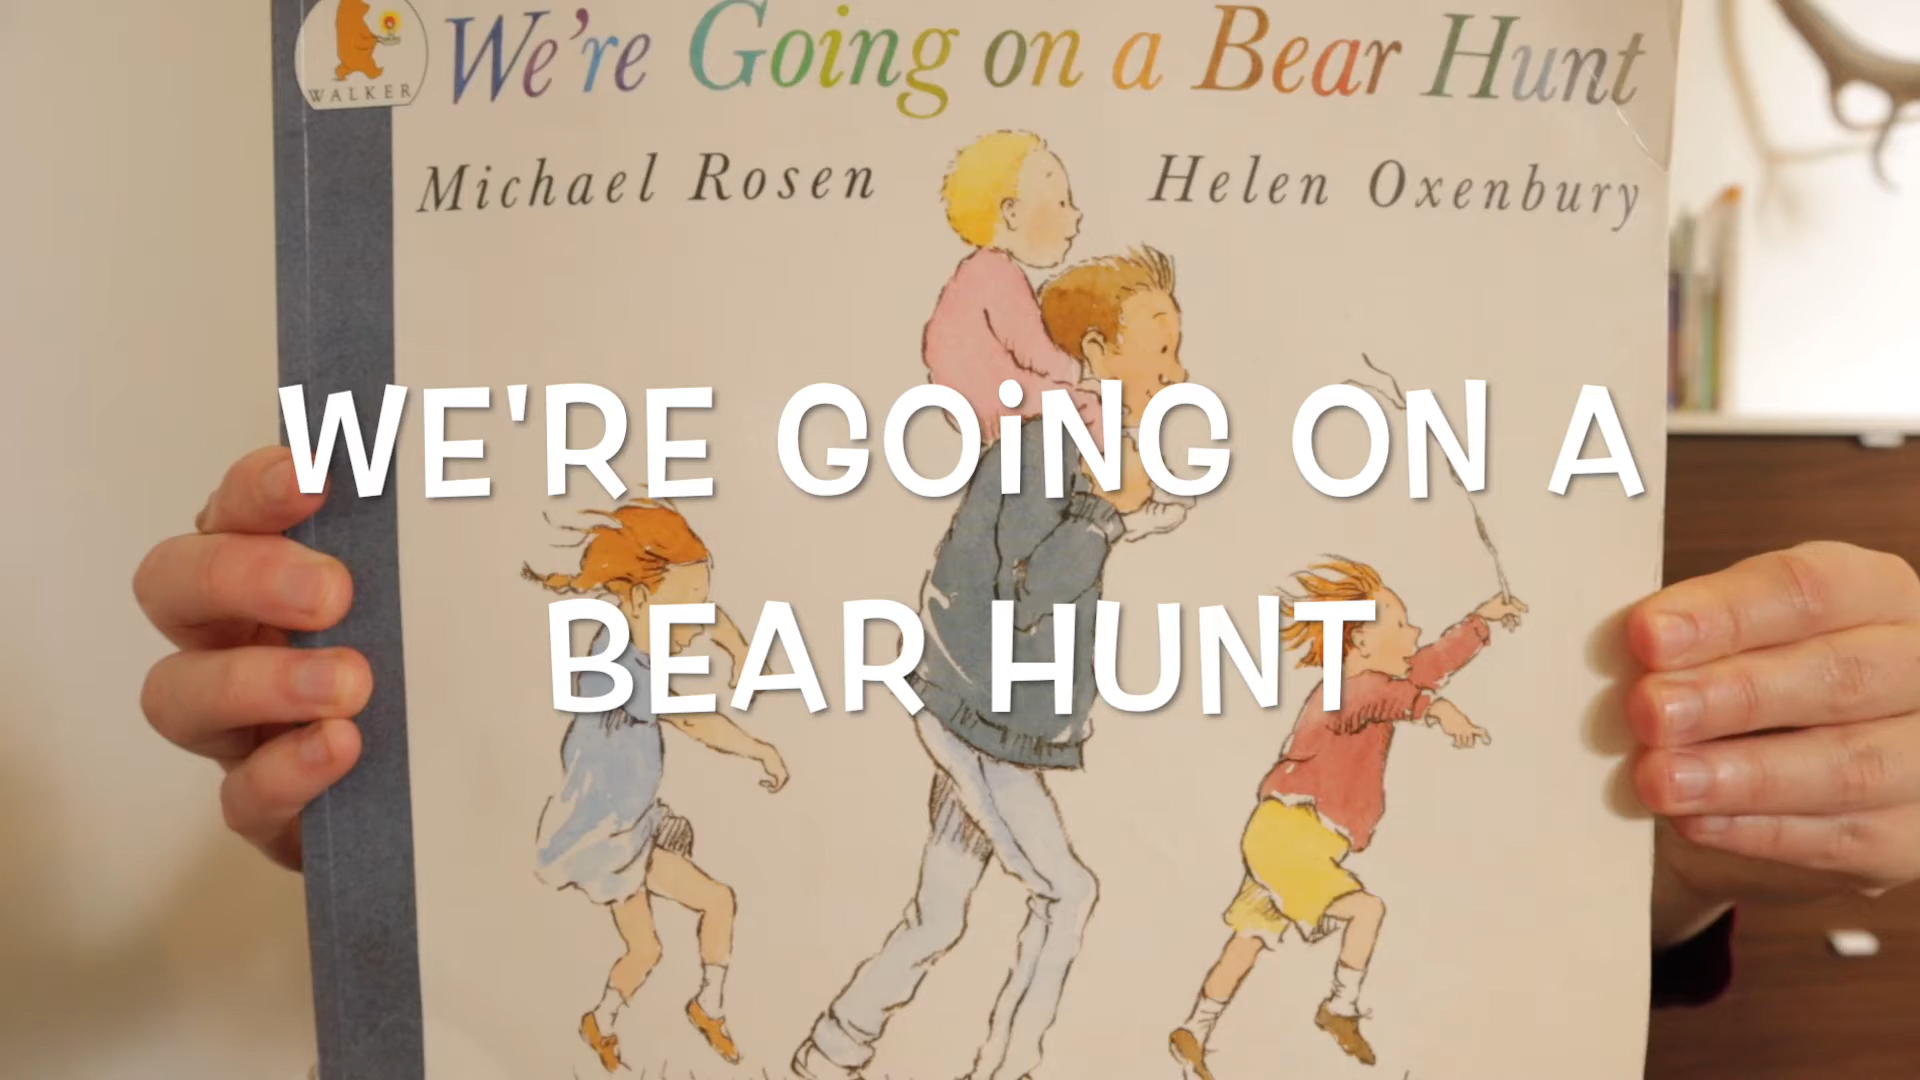 We're Going on a Bear Hunt
WALKER
Michael Rosen
Helen Oxenbury
WE'RE GOiNG ON A
BEAR HUNT